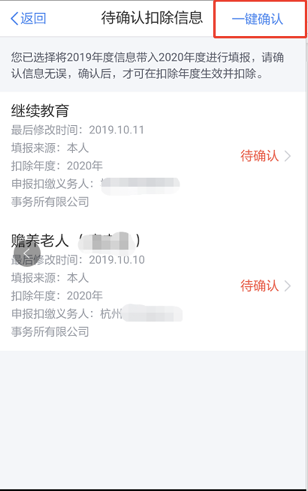 返回 待确认扣除信息 一键确认
您已选择将2019年度信息带入2020年度进行填报，请确
认信息无误，确认后，才可在扣除年度生效并扣除。
继续教育
最后修改时间：2019.10.11
填报来源：本人
待确认
扣除年度：2020年
申报扣缴义务人：
事务所有限公司
赡养老人（ ）
最后修改时间：2019.10.10
填报来源：本人
待确认
扣除年度：2020年
申报扣缴义务人：杭州
事务所有限公司